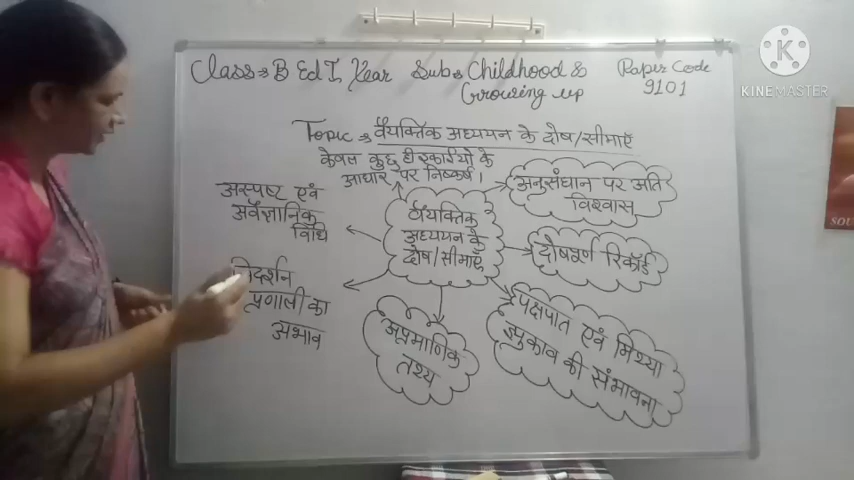 Class→ B Ed I Year Sub→ Childhood &
Growing up
Paper Code
9101
Topic→ वैयक्तिक अध्ययन के दोष/सीमाएँ
केवल कुछ ही इकाईयो के
आधार पर निष्कर्ष।
अनुसंधान पर अति
विश्वास
अस्पष्ट एवं
अवैज्ञानिक
विधि
वैयक्तिक
अध्ययन के
दोष/सीमाएँ
दोषपूर्ण रिकॉर्ड
निदर्शन
प्रणाली का
अभाव
अप्रमाणिक
तथ्य
पक्षपात एवं मिथ्या
झुकाव की संभावना
KINEMASTER
SOU